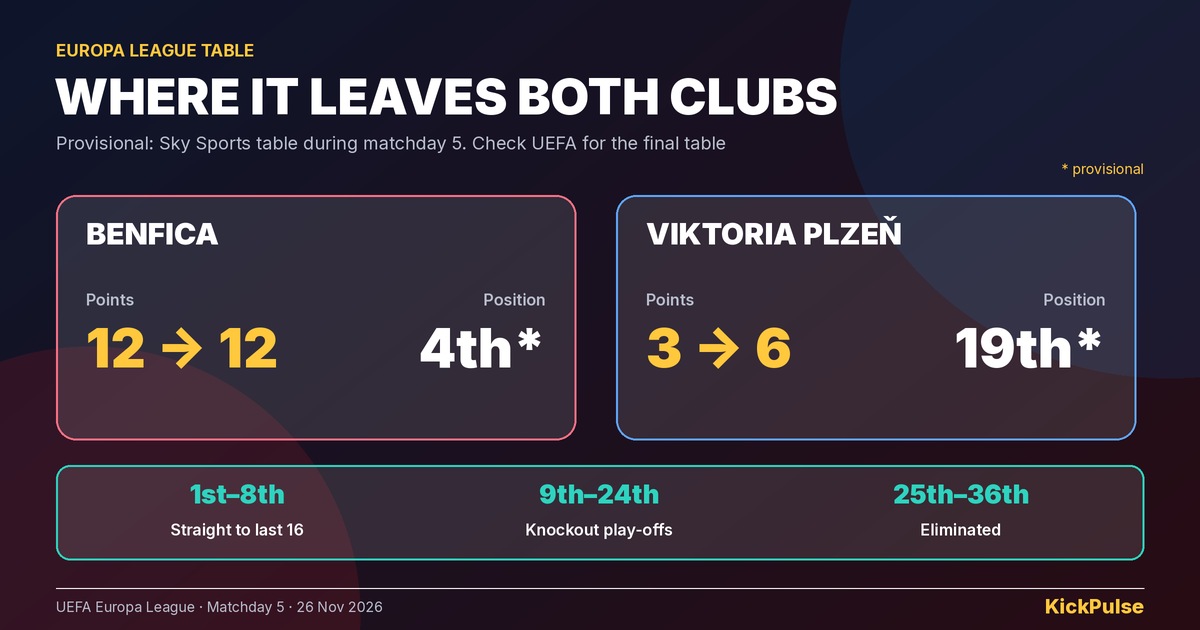 EUROPA LEAGUE TABLE
WHERE IT LEAVES BOTH CLUBS
Provisional: Sky Sports table during matchday 5. Check UEFA for the final table
* provisional
BENFICA
Points
Position
12 → 12
4th*
VIKTORIA PLZEŇ
Points
Position
3 → 6
19th*
1st–8th
Straight to last 16
9th–24th
Knockout play-offs
25th–36th
Eliminated
UEFA Europa League · Matchday 5 · 26 Nov 2026
KickPulse